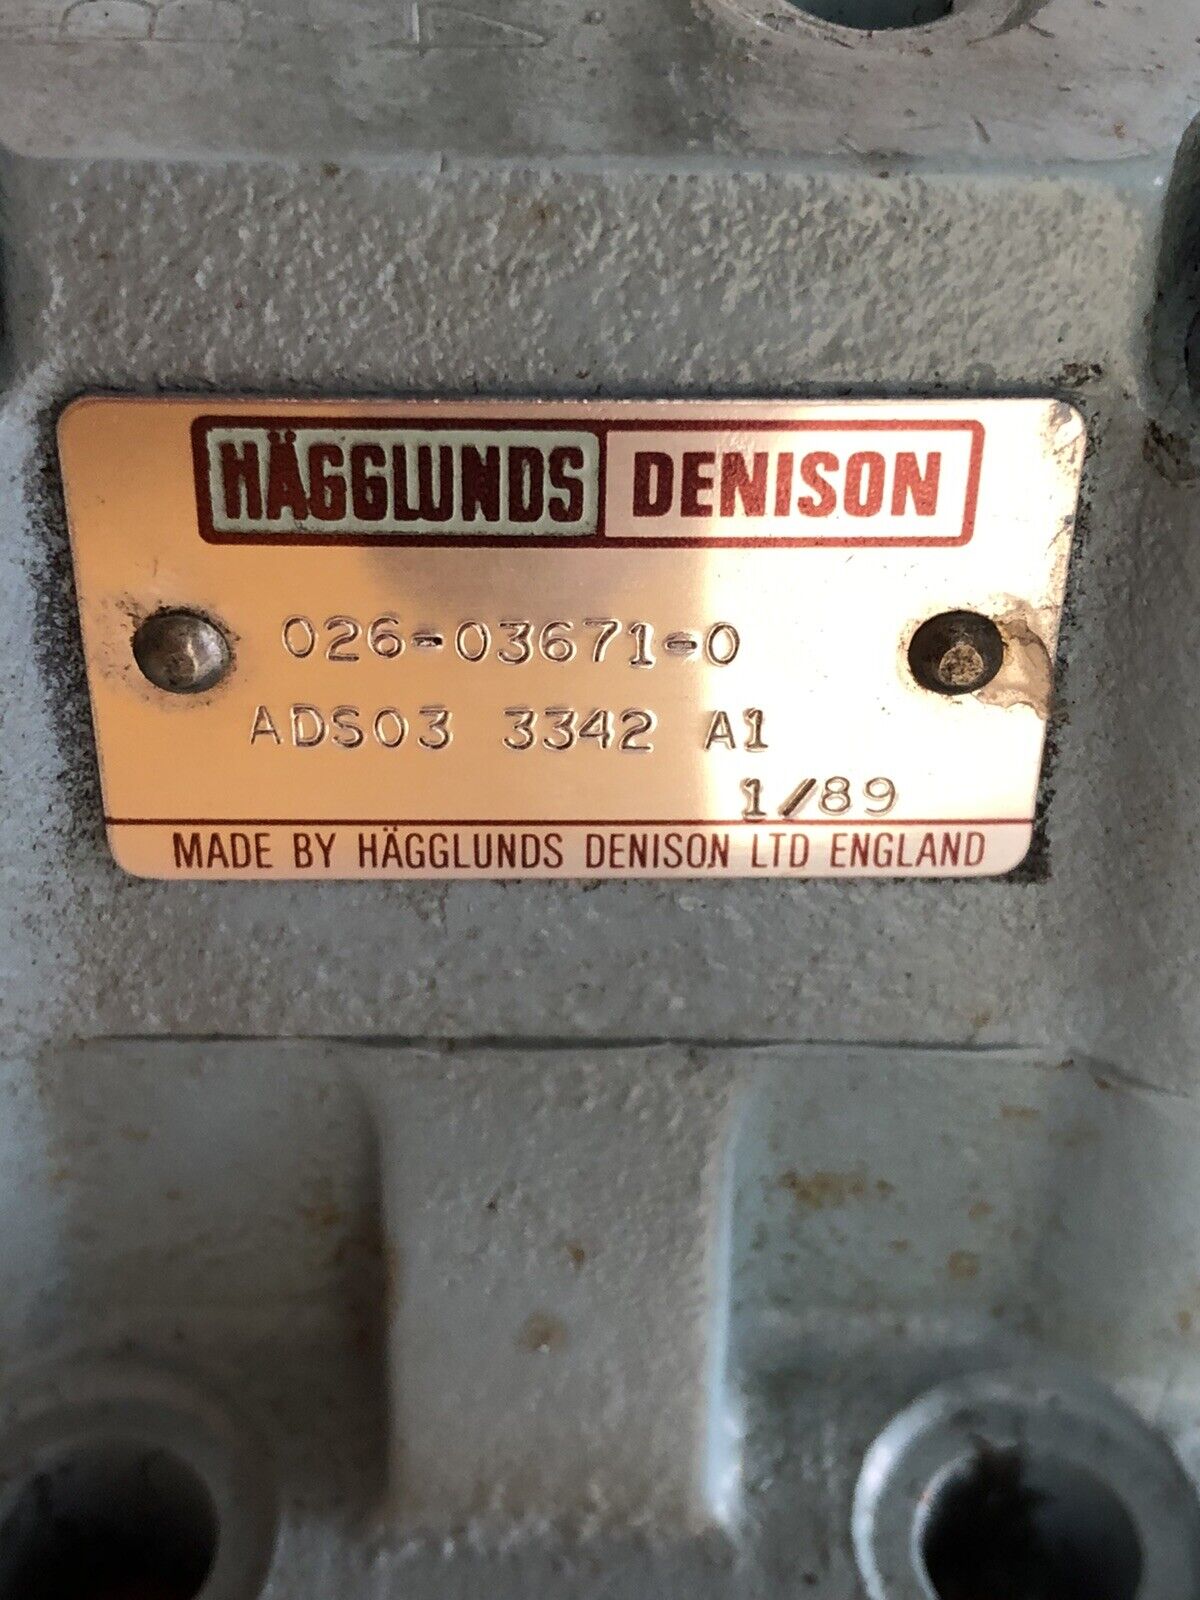 B A
HÄGGLUNDS DENISON
026-03671-0
ADS03 3342 A1
1/89
MADE BY HÄGGLUNDS DENISON LTD ENGLAND